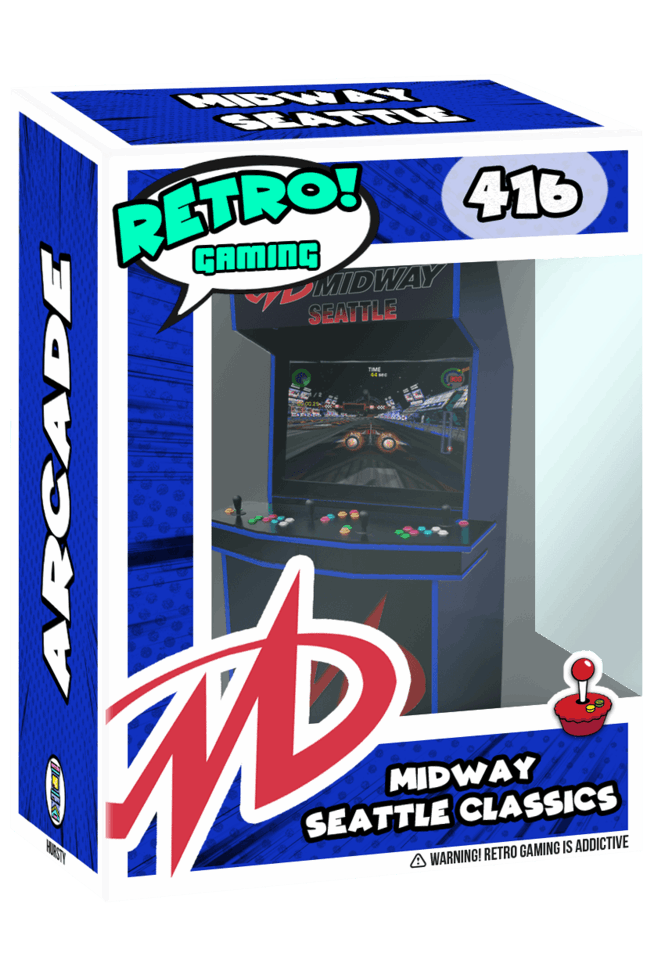 MIDWAY
SEATTLE
RETRO!
GAMING
416
ARCADE
MIDWAY
SEATTLE
TIME
MIDWAY
SEATTLE CLASSICS
WARNING! RETRO GAMING IS ADDICTIVE
HURSTY